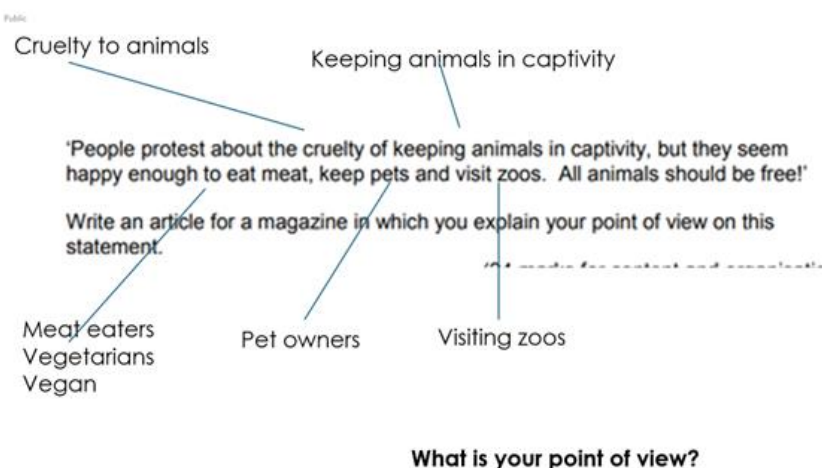 Public
Cruelty to animals
Keeping animals in captivity
'People protest about the cruelty of keeping animals in captivity, but they seem
happy enough to eat meat, keep pets and visit zoos.  All animals should be free!'
Write an article for a magazine in which you explain your point of view on this
statement.
Meat eaters
Vegetarians
Vegan
Pet owners
Visiting zoos
What is your point of view?